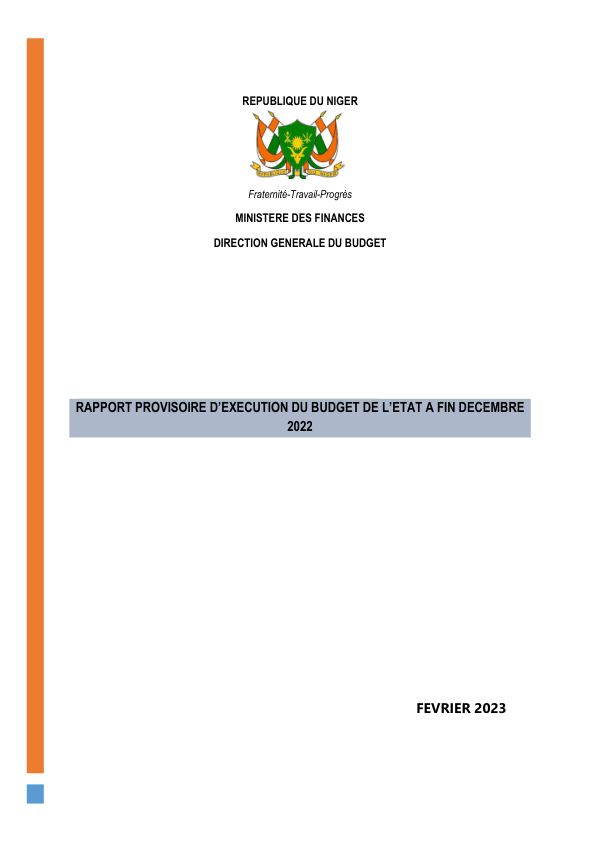 REPUBLIQUE DU NIGER
Fraternité-Travail-Progrès
MINISTERE DES FINANCES
DIRECTION GENERALE DU BUDGET
RAPPORT PROVISOIRE D'EXECUTION DU BUDGET DE L'ETAT A FIN DECEMBRE
2022
FEVRIER 2023